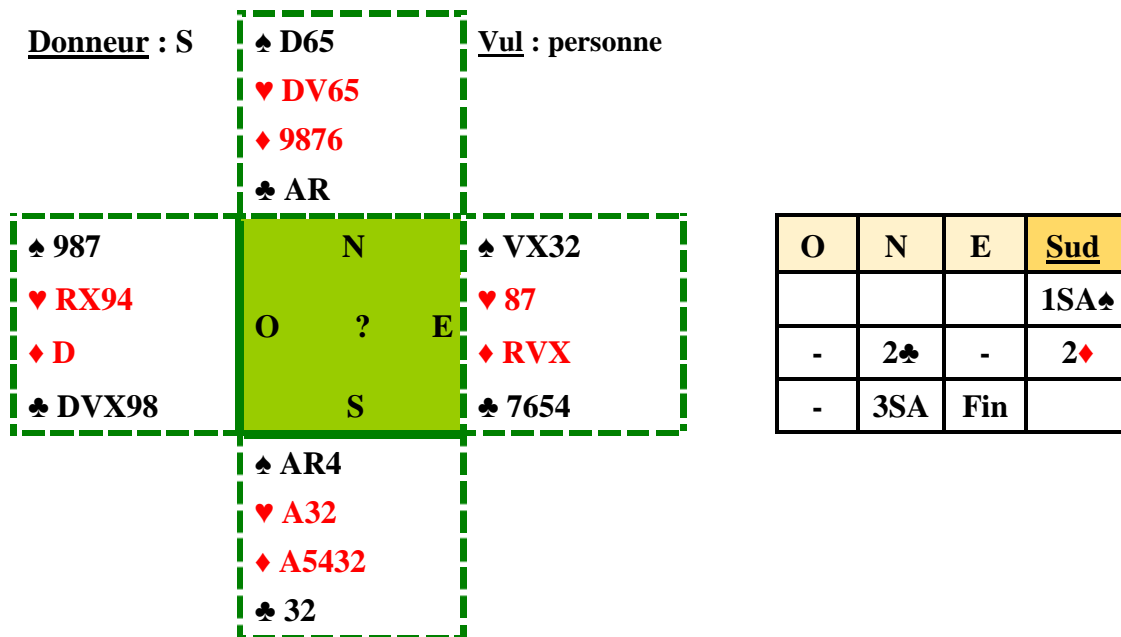 Donneur : S
♠ D65
Vul : personne
♥ DV65
♦ 9876
♣ AR
♠ 987
♥ RX94
♦ D
♣ DVX98
N
O ? E
S
♠ VX32
♥ 87
♦ RVX
♣ 7654
O N E Sud
1SA♠
- 2♣ - 2♦
- 3SA Fin
♠ AR4
♥ A32
♦ A5432
♣ 32